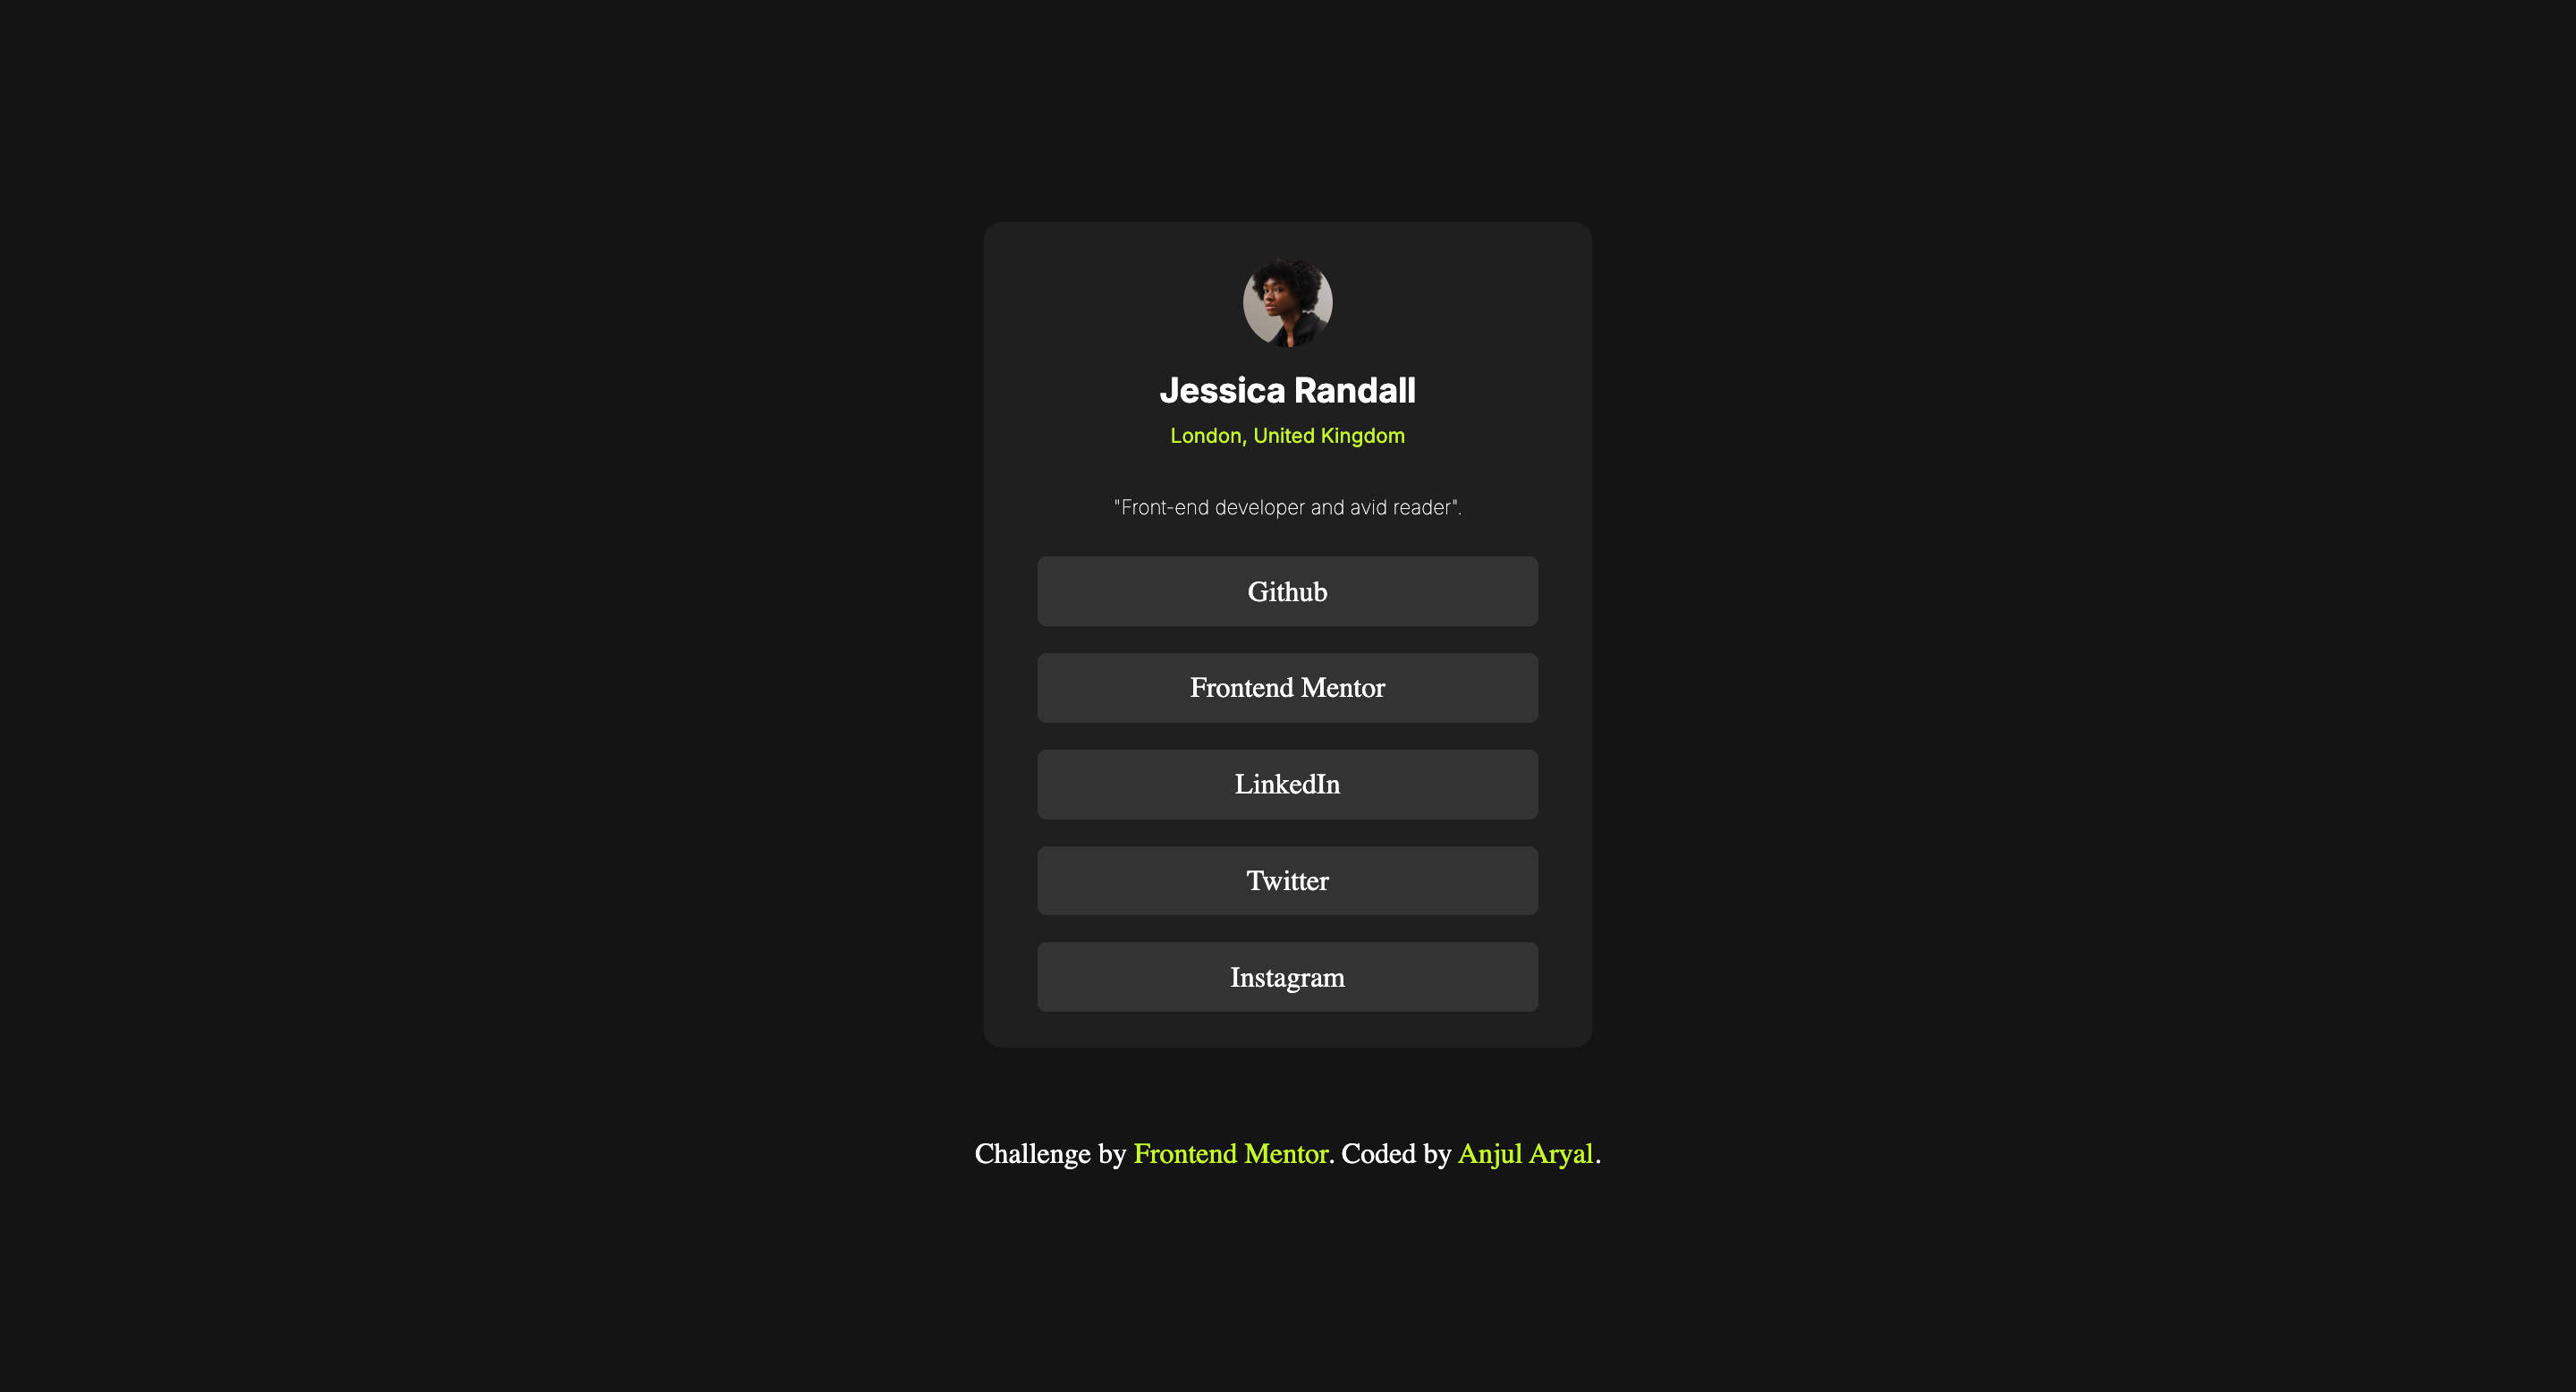 Jessica Randall
London, United Kingdom
"Front-end developer and avid reader".
Github
Frontend Mentor
LinkedIn
Twitter
Instagram
Challenge by Frontend Mentor. Coded by Anjul Aryal.